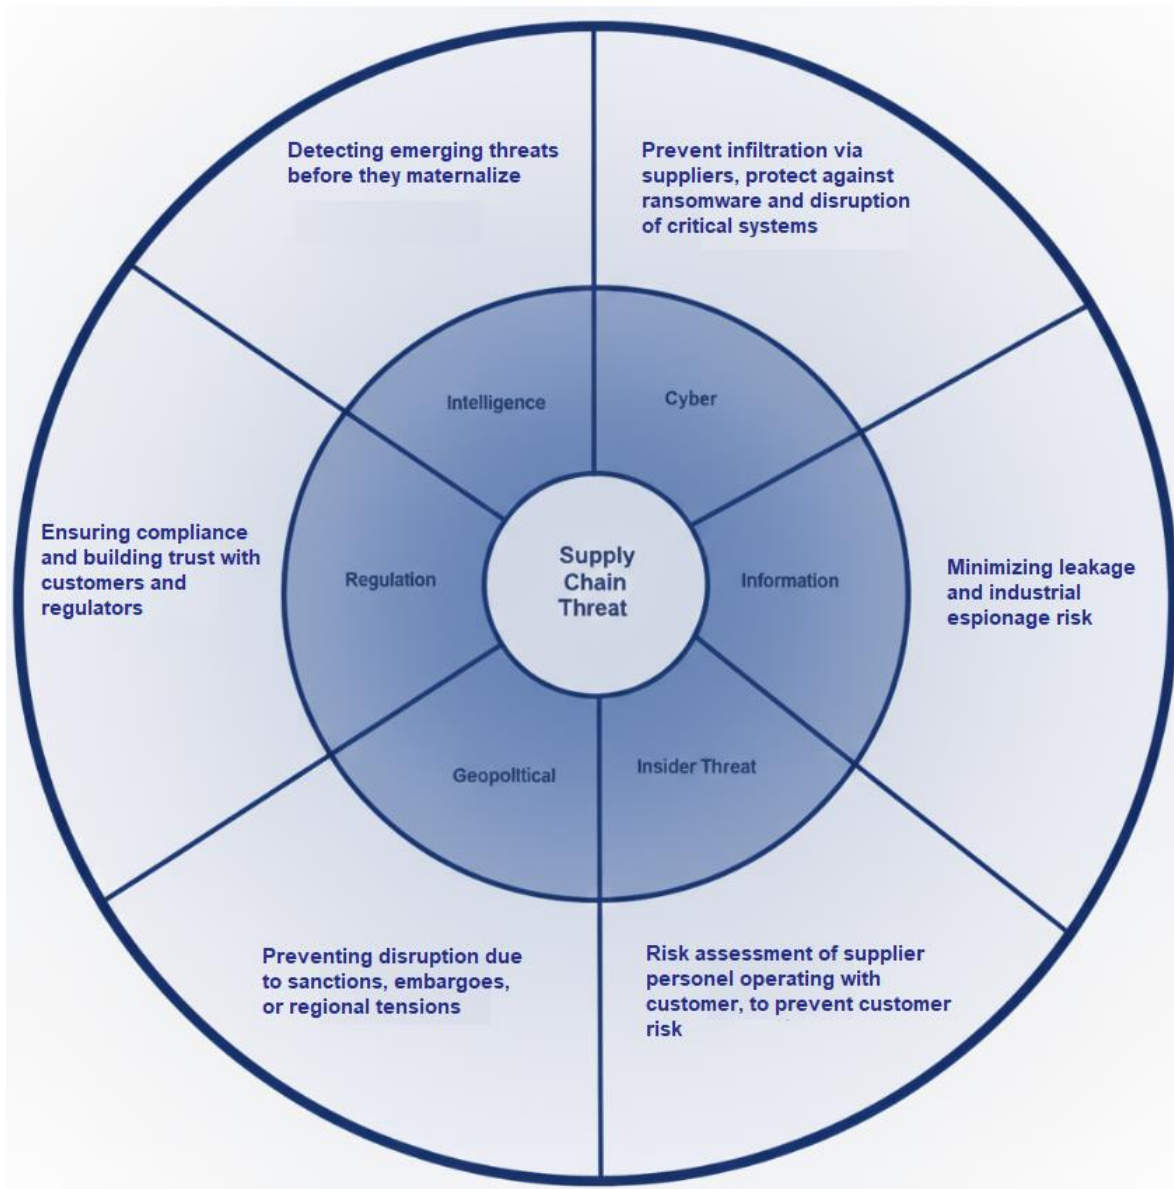 Detecting emerging threats
before they maternalize
Prevent infiltration via
suppliers, protect against
ransomware and disruption
of critical systems
Intelligence
Cyber
Ensuring compliance
and building trust with
customers and
regulators
Regulation
Supply
Chain
Threat
Information
Minimizing leakage
and industrial
espionage risk
Geopolltical
Insider Threat
Preventing disruption due
to sanctions, embargoes,
or regional tensions
Risk assessment of supplier
personel operating with
customer, to prevent customer
risk